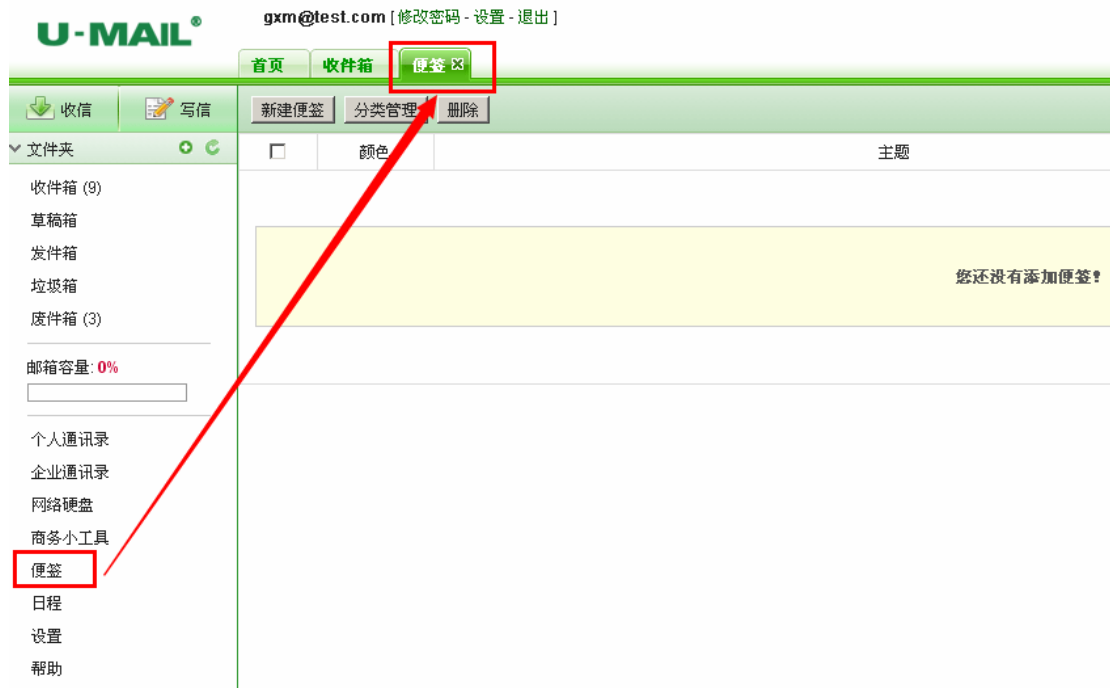 U-MAIL®
gxm@test.com [修改密码 - 设置 - 退出]
首页 收件箱 便签
收信 写信
新建便签 分类管理 删除
文件夹
颜色 主题
收件箱 (9)
草稿箱
发件箱
垃圾箱
废件箱 (3)
您还没有添加便签!
邮箱容量: 0%
个人通讯录
企业通讯录
网络硬盘
商务小工具
便签
日程
设置
帮助